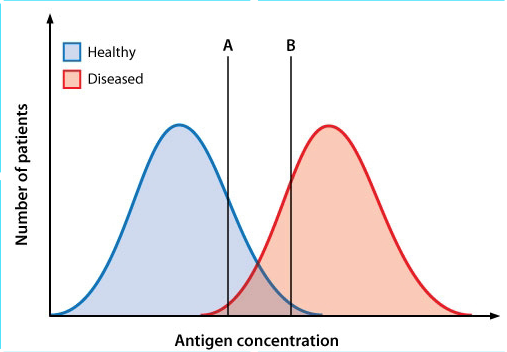 A
B
Healthy
Diseased
Number of patients
Antigen concentration